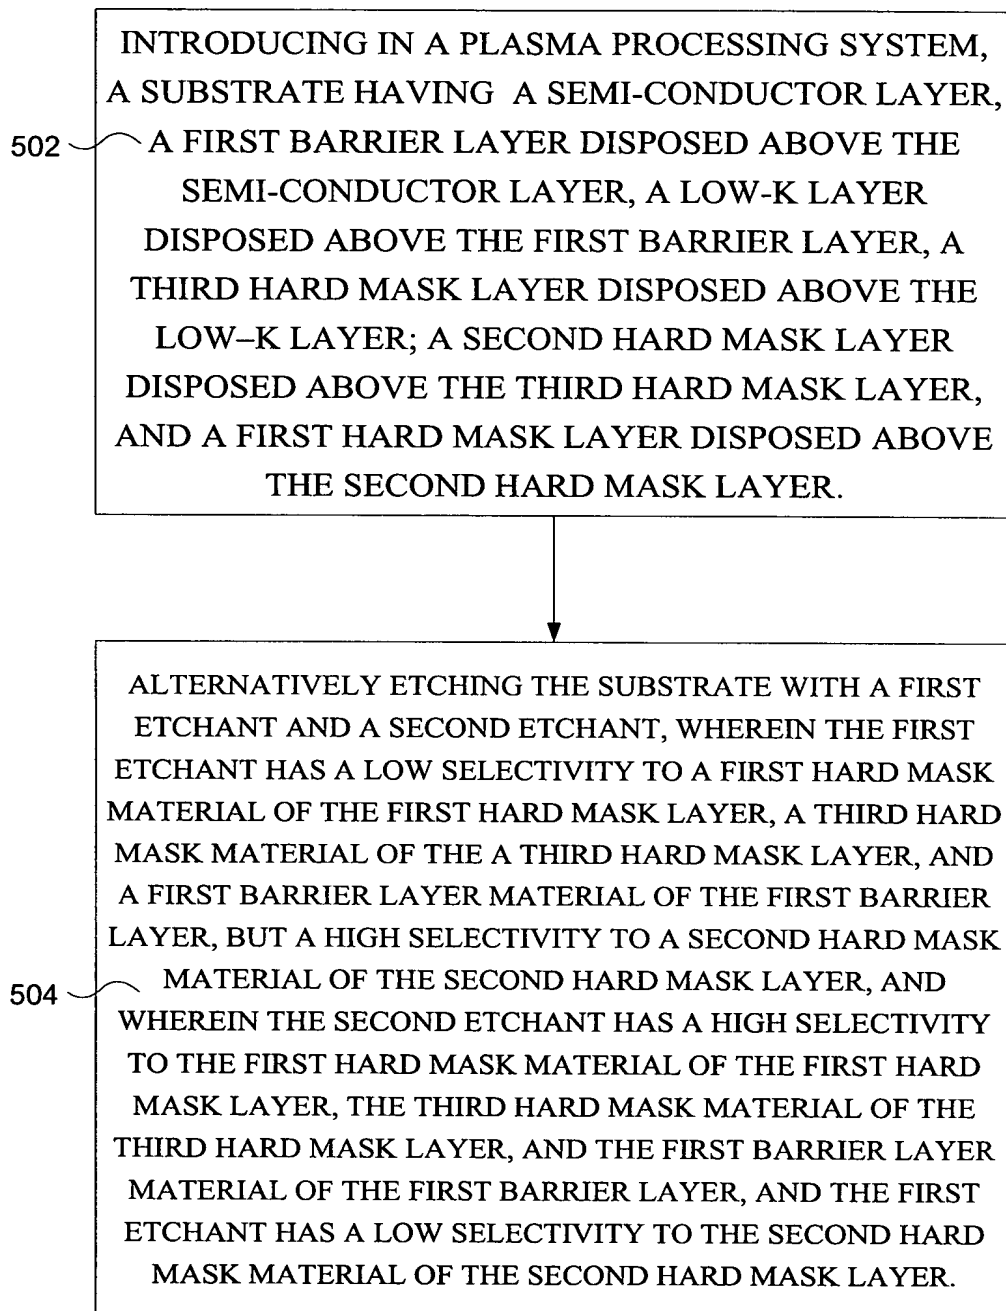 INTRODUCING IN A PLASMA PROCESSING SYSTEM,
A SUBSTRATE HAVING A SEMI-CONDUCTOR LAYER,
502 A FIRST BARRIER LAYER DISPOSED ABOVE THE
SEMI-CONDUCTOR LAYER, A LOW-K LAYER
DISPOSED ABOVE THE FIRST BARRIER LAYER, A
THIRD HARD MASK LAYER DISPOSED ABOVE THE
LOW–K LAYER; A SECOND HARD MASK LAYER
DISPOSED ABOVE THE THIRD HARD MASK LAYER,
AND A FIRST HARD MASK LAYER DISPOSED ABOVE
THE SECOND HARD MASK LAYER.
ALTERNATIVELY ETCHING THE SUBSTRATE WITH A FIRST
ETCHANT AND A SECOND ETCHANT, WHEREIN THE FIRST
ETCHANT HAS A LOW SELECTIVITY TO A FIRST HARD MASK
MATERIAL OF THE FIRST HARD MASK LAYER, A THIRD HARD
MASK MATERIAL OF THE A THIRD HARD MASK LAYER, AND
A FIRST BARRIER LAYER MATERIAL OF THE FIRST BARRIER
LAYER, BUT A HIGH SELECTIVITY TO A SECOND HARD MASK
504 MATERIAL OF THE SECOND HARD MASK LAYER, AND
WHEREIN THE SECOND ETCHANT HAS A HIGH SELECTIVITY
TO THE FIRST HARD MASK MATERIAL OF THE FIRST HARD
MASK LAYER, THE THIRD HARD MASK MATERIAL OF THE
THIRD HARD MASK LAYER, AND THE FIRST BARRIER LAYER
MATERIAL OF THE FIRST BARRIER LAYER, AND THE FIRST
ETCHANT HAS A LOW SELECTIVITY TO THE SECOND HARD
MASK MATERIAL OF THE SECOND HARD MASK LAYER.